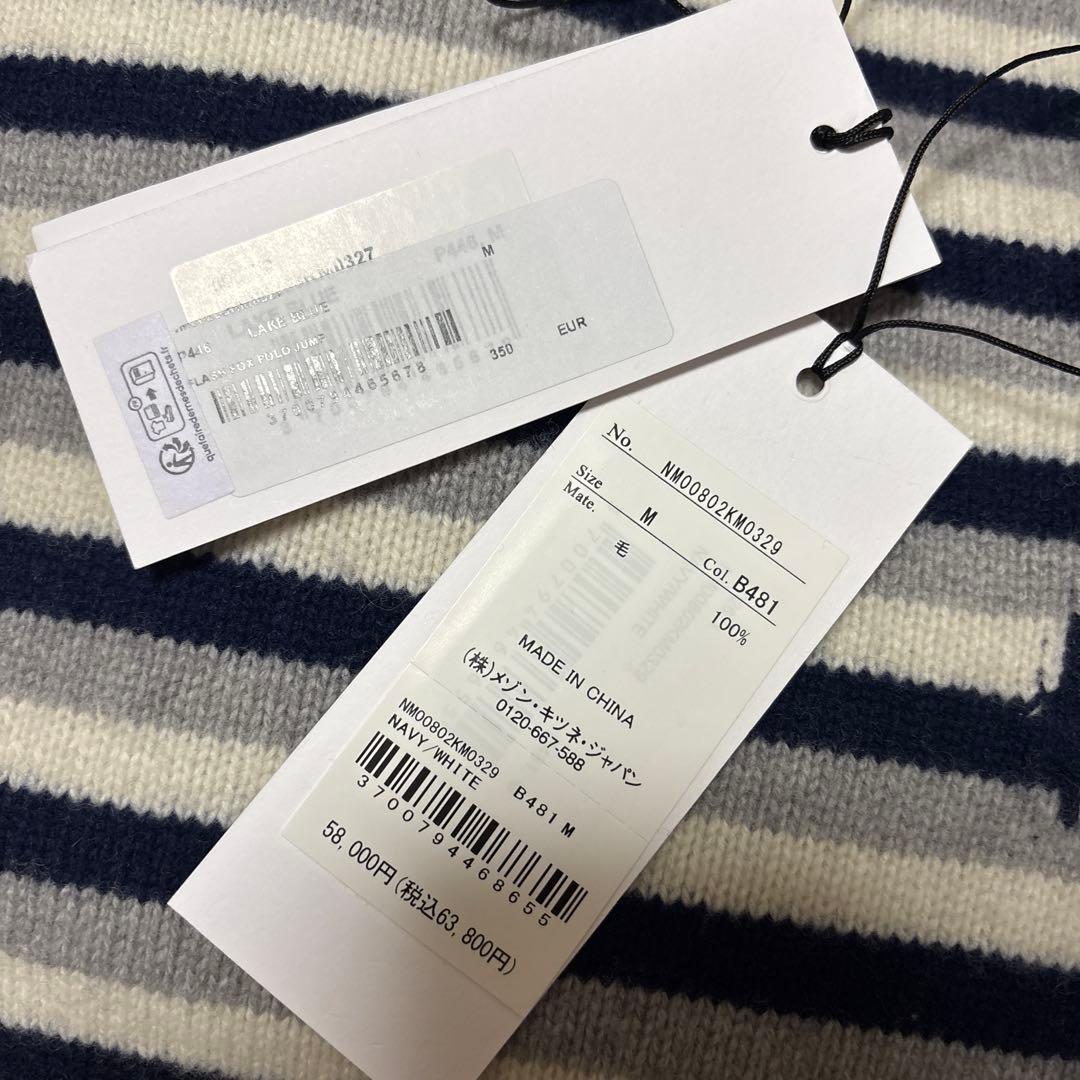 M0327
P446 M
M
LAKE BLUE
P446
FLASH FOX POLO JUMP
350 EUR
quefairedemesdechets.fr
No. NM00802KM0329
Size M Col. B481
Mate. 毛 100%
MADE IN CHINA
(株)メゾン・キツネ・ジャパン
0120-667-588
NM00802KM0329
NAVY/WHITE B481 M
3700794468655
58,000円(税込63,800円)